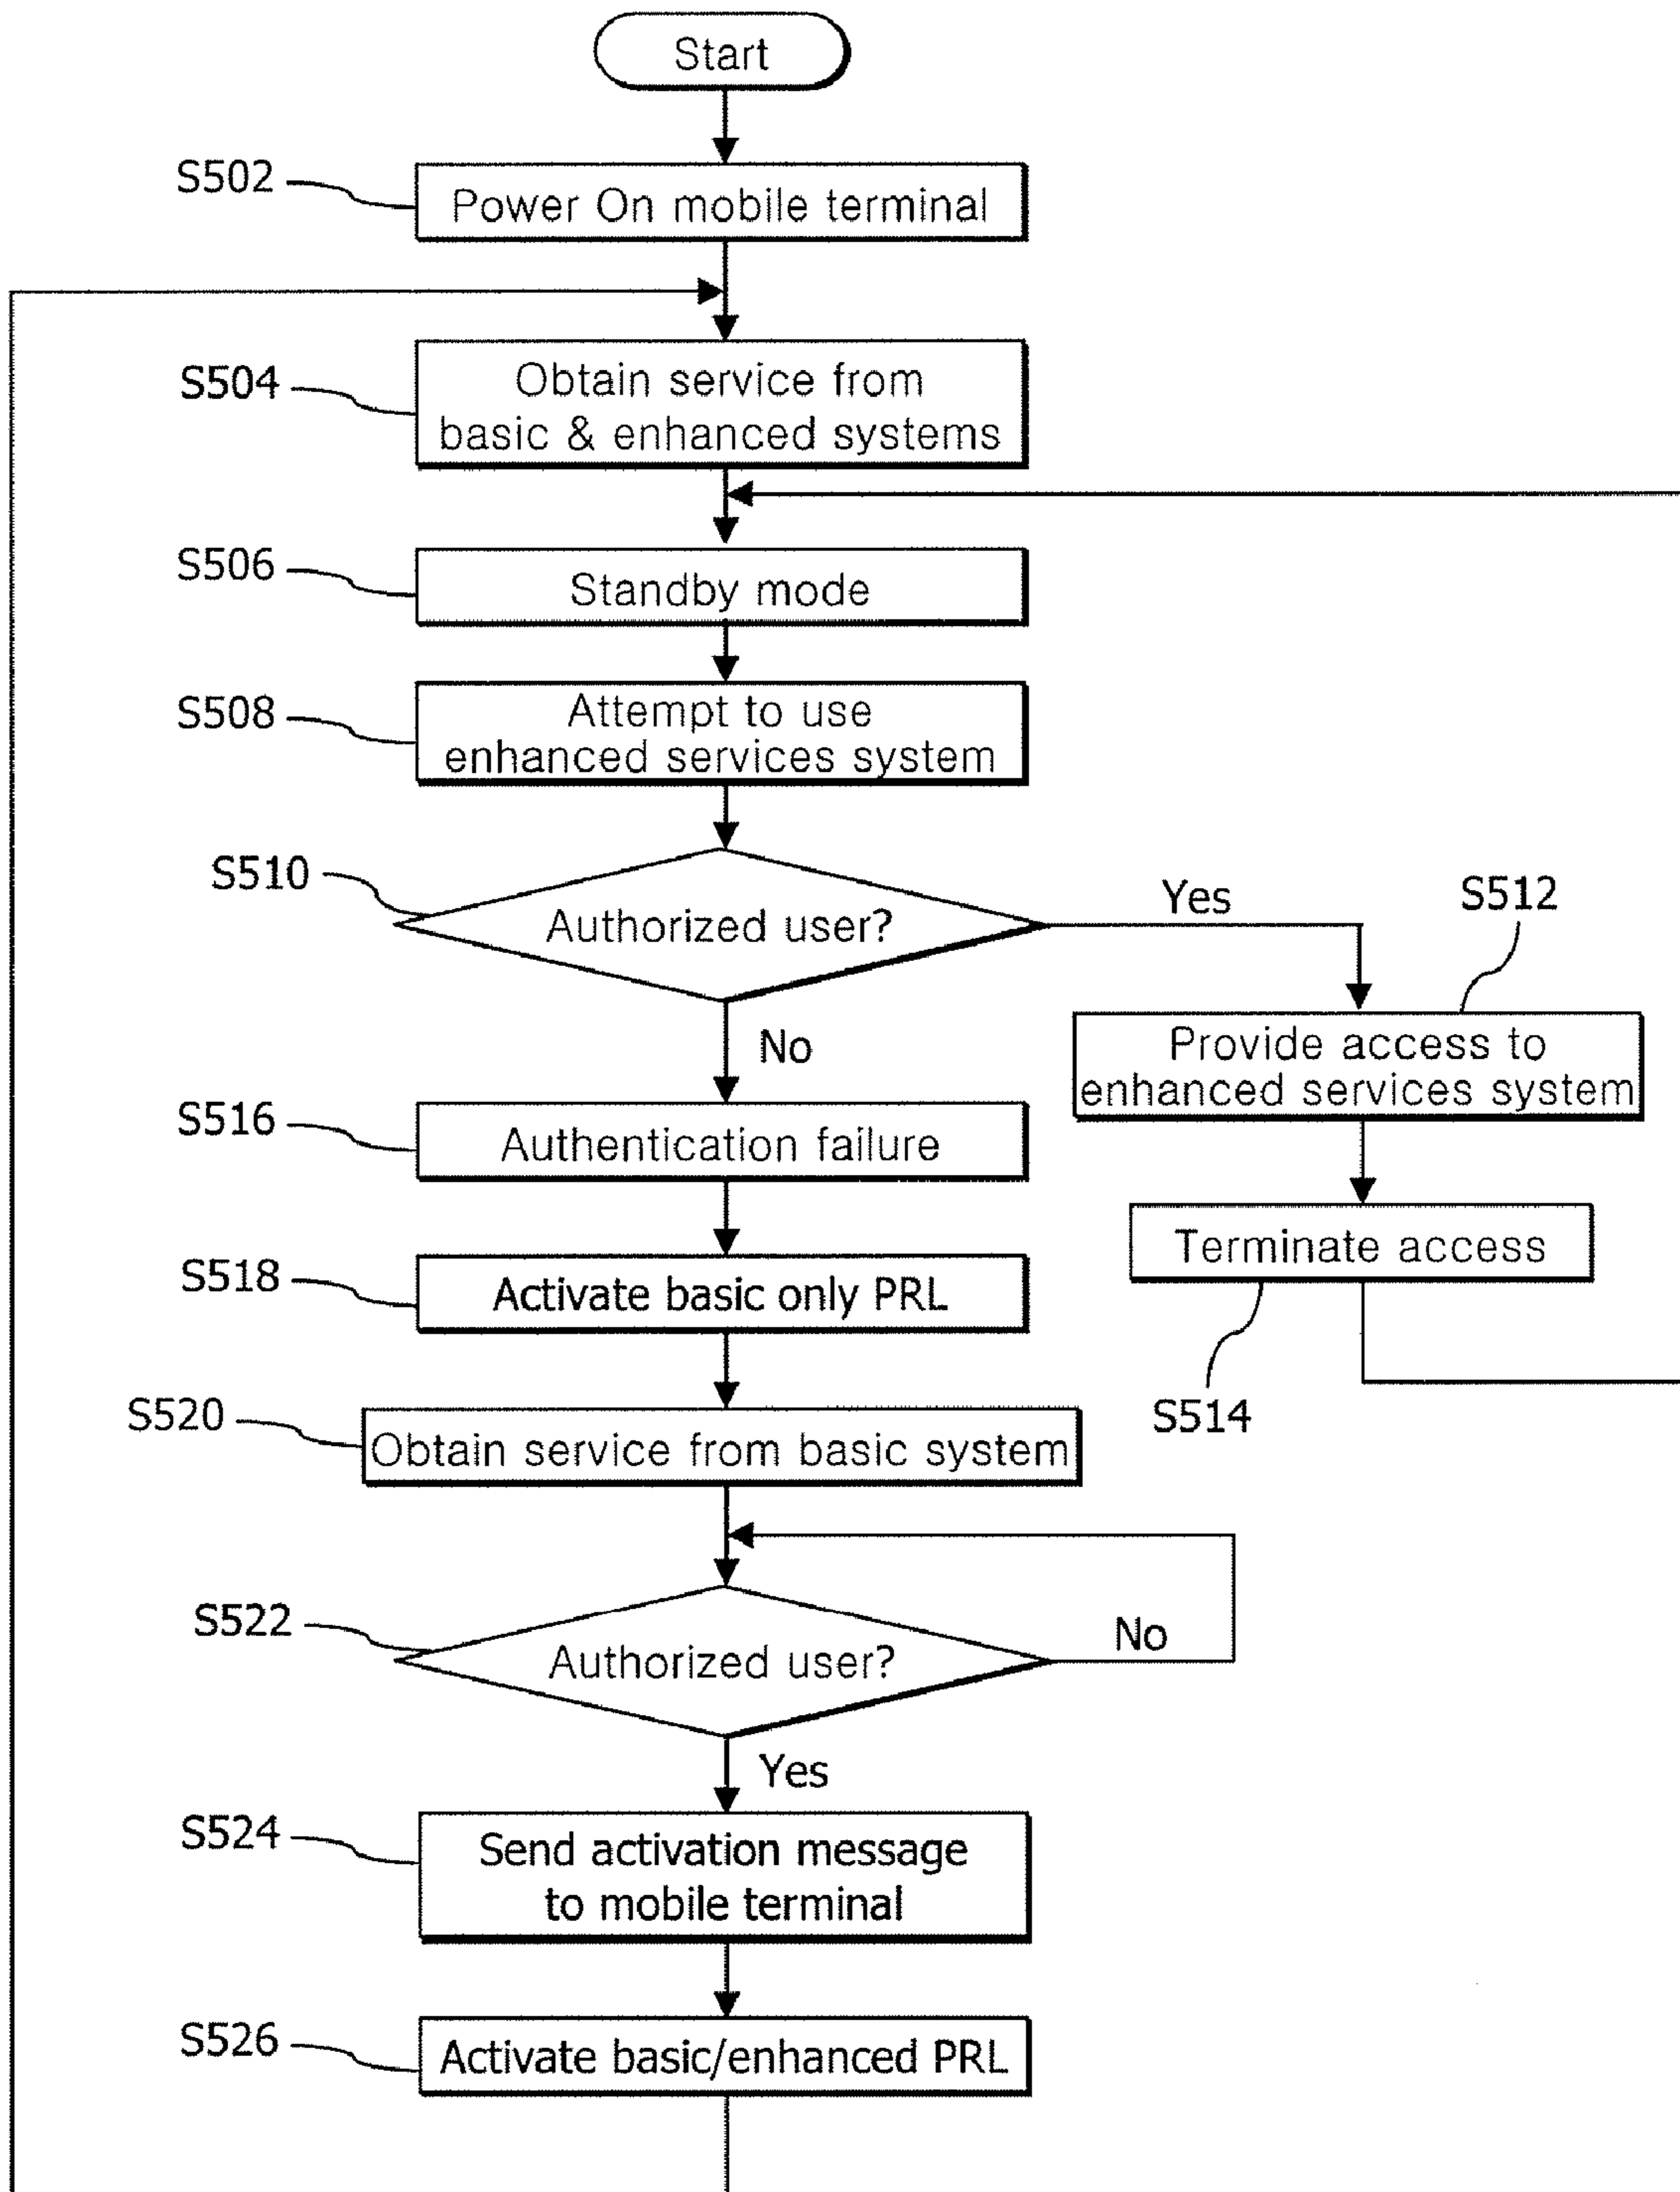 Start
S502
Power On mobile terminal
S504
Obtain service from
basic & enhanced systems
S506
Standby mode
S508
Attempt to use
enhanced services system
S510
Authorized user?
Yes
S512
No
Provide access to
enhanced services system
S516
Authentication failure
Terminate access
S514
S518
Activate basic only PRL
S520
Obtain service from basic system
S522
Authorized user?
No
Yes
S524
Send activation message
to mobile terminal
S526
Activate basic/enhanced PRL